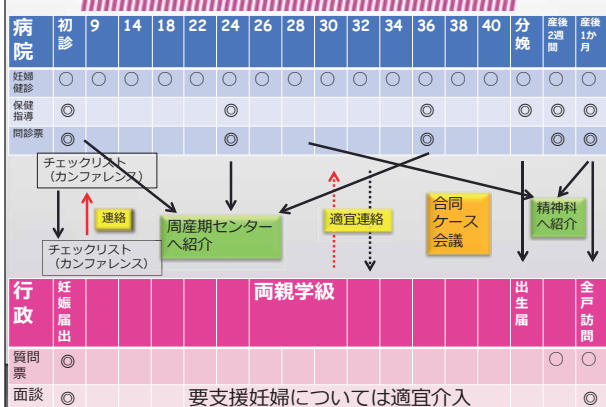 病院 初診 9 14 18 22 24 26 28 30 32 34 36 38 40 分娩 産後2週間 産後1か月
妊婦健診 ○ ○ ○ ○ ○ ○ ○ ○ ○ ○ ○ ○ ○ ○ ○ ○ ○
保健指導 ◎ ◎ ◎ ◎ ◎ ◎
問診票 ◎ ◎ ◎ ◎ ◎
チェックリスト
（カンファレンス）
連絡
チェックリスト
（カンファレンス）
周産期センター
へ紹介
適宜連絡
合同
ケース
会議
精神科
へ紹介
行政 妊娠届出 両親学級 出生届 全戸訪問
質問票 ◎ ○ ○
面談 ◎ 要支援妊婦については適宜介入 ◎